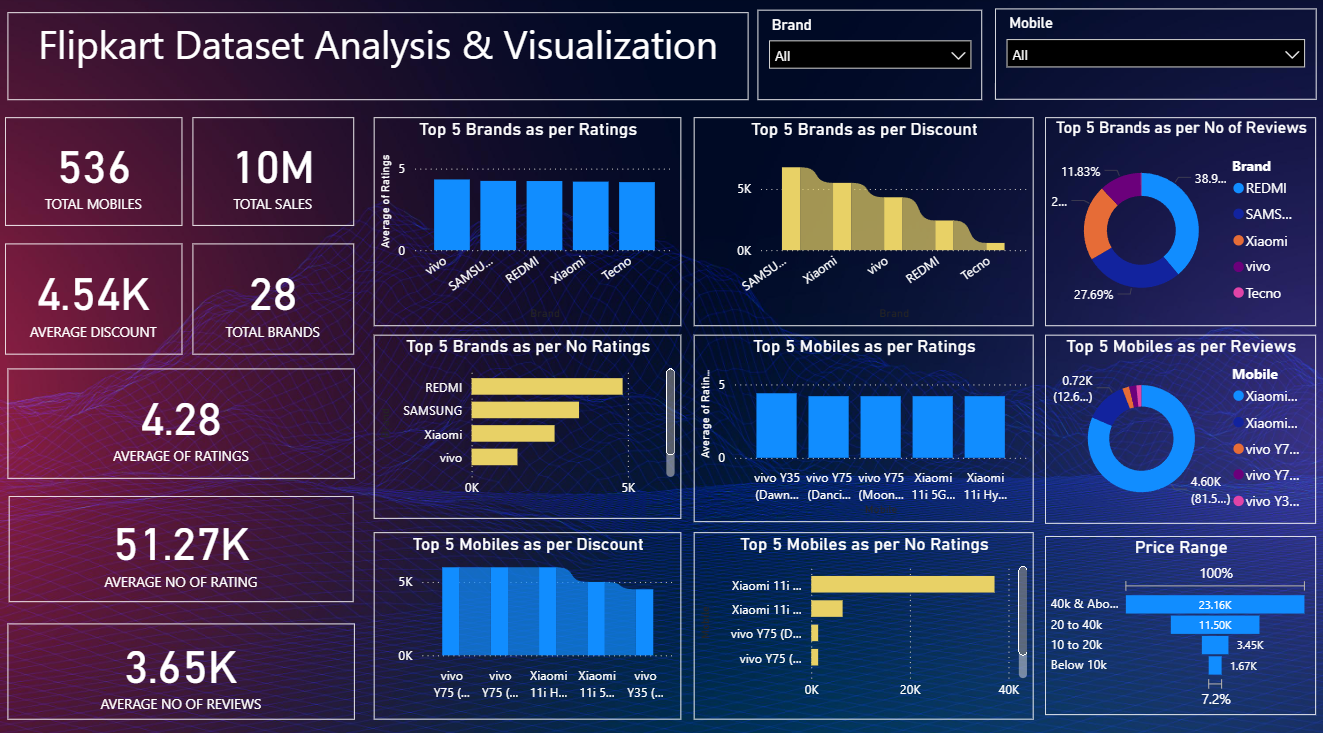 Flipkart Dataset Analysis & Visualization
Brand
All
Mobile
All
536
TOTAL MOBILES
10M
TOTAL SALES
4.54K
AVERAGE DISCOUNT
28
TOTAL BRANDS
4.28
AVERAGE OF RATINGS
51.27K
AVERAGE NO OF RATING
3.65K
AVERAGE NO OF REVIEWS
Top 5 Brands as per Ratings
Average of Ratings
5
0
vivo
SAMSU...
REDMI
Xiaomi
Tecno
Brand
Top 5 Brands as per Discount
5K
0K
SAMSU...
Xiaomi
vivo
REDMI
Tecno
Brand
Top 5 Brands as per No of Reviews
11.83%
38.9...
2...
27.69%
Brand
REDMI
SAMS...
Xiaomi
vivo
Tecno
Top 5 Brands as per No Ratings
REDMI
SAMSUNG
Xiaomi
vivo
0K
5K
Top 5 Mobiles as per Ratings
Average of Ratin...
5
0
vivo Y35 vivo Y75 vivo Y75 Xiaomi Xiaomi
(Dawn... (Danci... (Moon... 11i 5G... 11i Hy...
Top 5 Mobiles as per Reviews
0.72K
(12.6...)
4.60K
(81.5...)
Mobile
Xiaomi...
Xiaomi...
vivo Y7...
vivo Y7...
vivo Y3...
Top 5 Mobiles as per Discount
5K
0K
vivo vivo Xiaomi Xiaomi vivo
Y75 (... Y75 (... 11i H... 11i 5... Y35 (...
Top 5 Mobiles as per No Ratings
Xiaomi 11i ...
Xiaomi 11i ...
vivo Y75 (D...
vivo Y75 (...
0K
20K
40K
Price Range
100%
40k & Abo...
23.16K
20 to 40k
11.50K
10 to 20k
3.45K
Below 10k
1.67K
7.2%